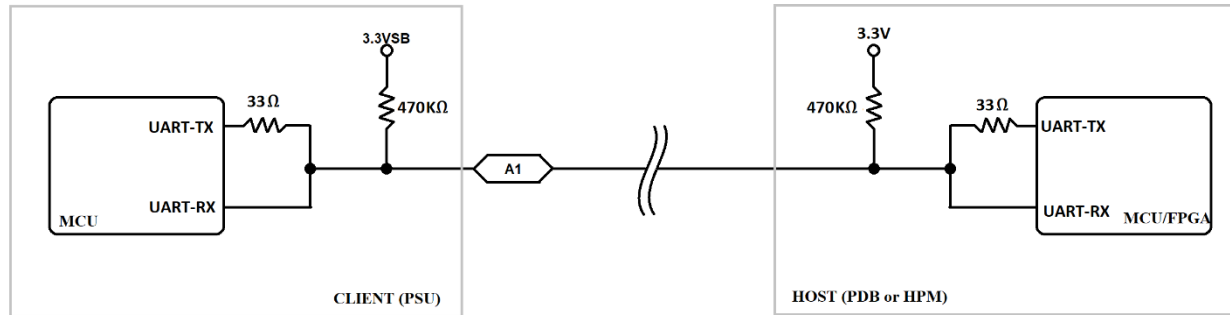 3.3VSB
470KΩ
33Ω
UART-TX
UART-RX
MCU
CLIENT (PSU)
A1
3.3V
470KΩ
33Ω
UART-TX
UART-RX
MCU/FPGA
HOST (PDB or HPM)